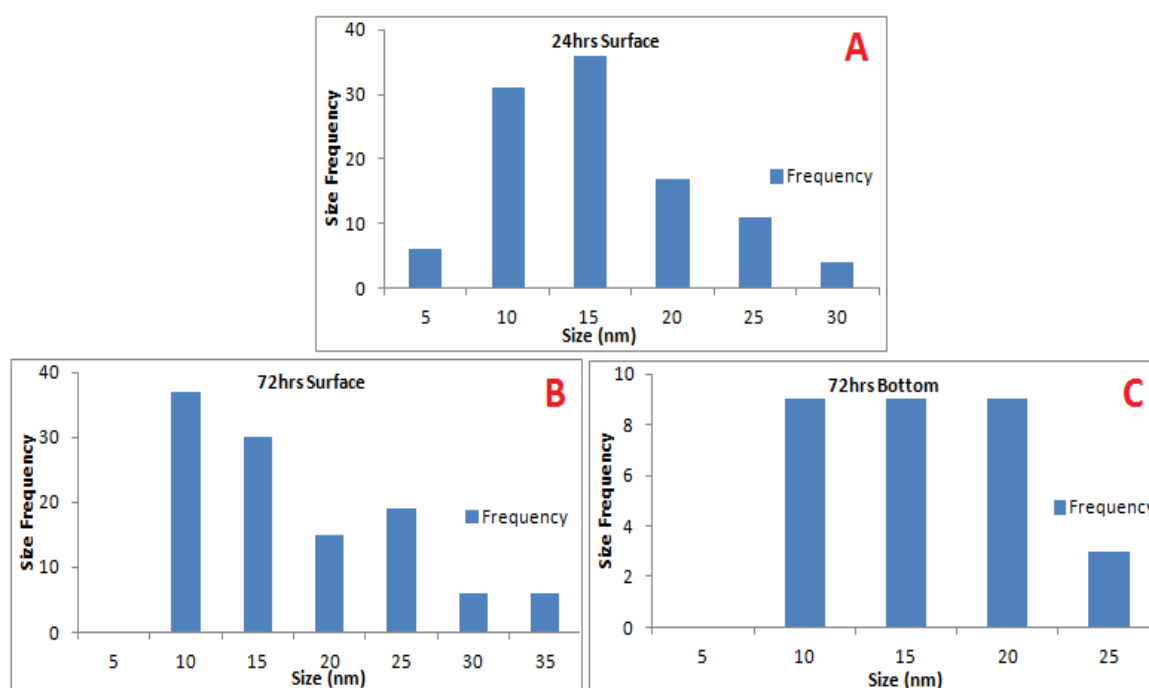 24hrs Surface
A
40
30
20
10
0
Size Frequency
Frequency
5 10 15 20 25 30
Size (nm)
72hrs Surface
B
40
30
20
10
0
Size Frequency
Frequency
5 10 15 20 25 30 35
Size (nm)
72hrs Bottom
C
10
8
6
4
2
0
Size Frequency
Frequency
5 10 15 20 25
Size (nm)